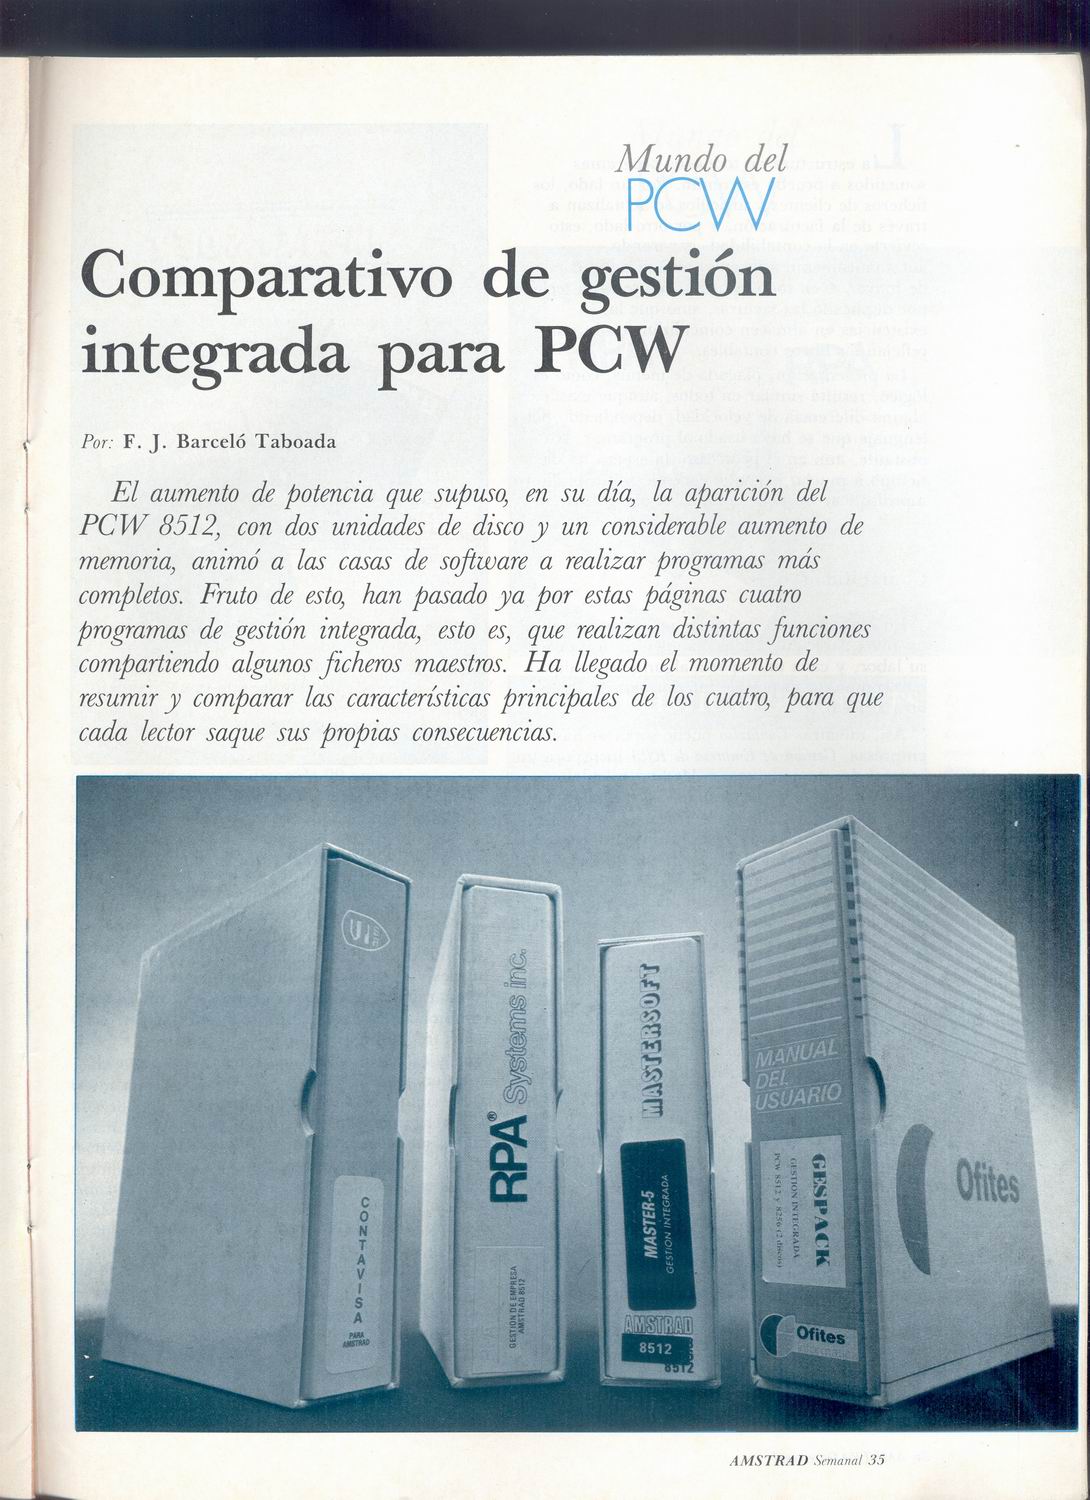 Mundo del
PCW
Comparativo de gestión
integrada para PCW
Por: F. J. Barceló Taboada
El aumento de potencia que supuso, en su día, la aparición del
PCW 8512, con dos unidades de disco y un considerable aumento de
memoria, animó a las casas de software a realizar programas más
completos. Fruto de esto, han pasado ya por estas páginas cuatro
programas de gestión integrada, esto es, que realizan distintas funciones
compartiendo algunos ficheros maestros. Ha llegado el momento de
resumir y comparar las características principales de los cuatro, para que
cada lector saque sus propias consecuencias.
CONTAVISA
PARA
AMSTRAD
RPA® Systems inc.
GESTION DE EMPRESA
AMSTRAD 8512
MASTERSOFT
MASTER-5
GESTION INTEGRADA
AMSTRAD
8512
8512
MANUAL
DEL
USUARIO
GESPACK
GESTION INTEGRADA
PCW 8512 y 8256 (2 discos)
Ofites
Ofites
AMSTRAD Semanal 35